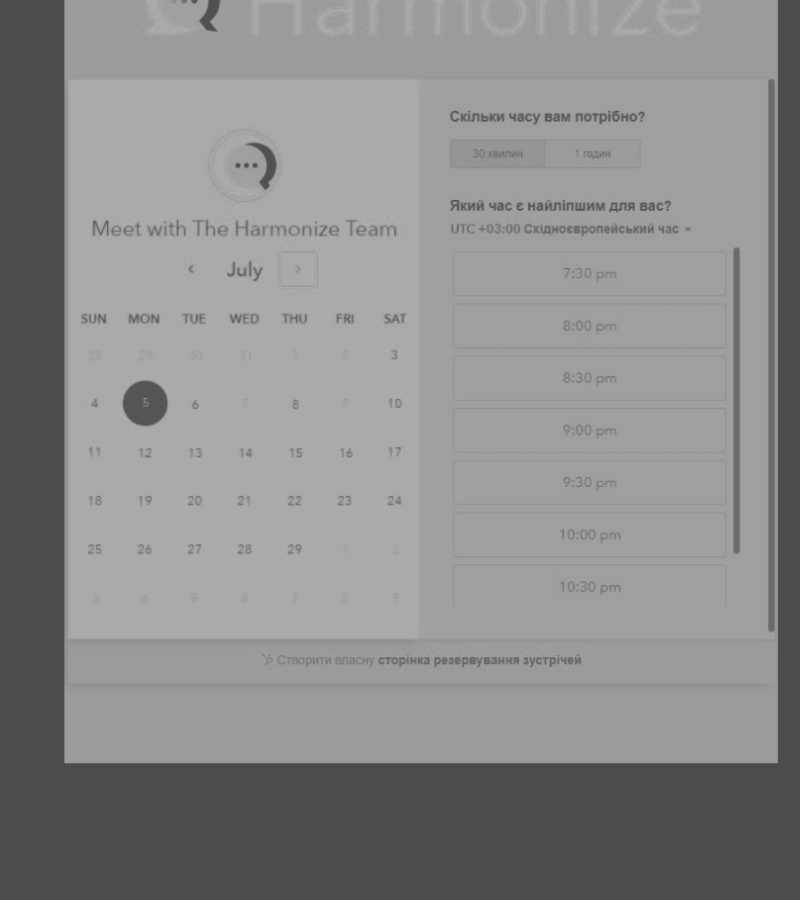 Harmonize
Meet with The Harmonize Team
‹ July ›
SUN MON TUE WED THU FRI SAT
28 29 30 31 1 2 3
4 5 6 7 8 9 10
11 12 13 14 15 16 17
18 19 20 21 22 23 24
25 26 27 28 29 1 2
3 4 5 6 7 8 9
Скільки часу вам потрібно?
30 хвилин 1 годин
Який час є найліпшим для вас?
UTC +03:00 Східноєвропейський час
7:30 pm
8:00 pm
8:30 pm
9:00 pm
9:30 pm
10:00 pm
10:30 pm
Створити власну сторінка резервування зустрічей